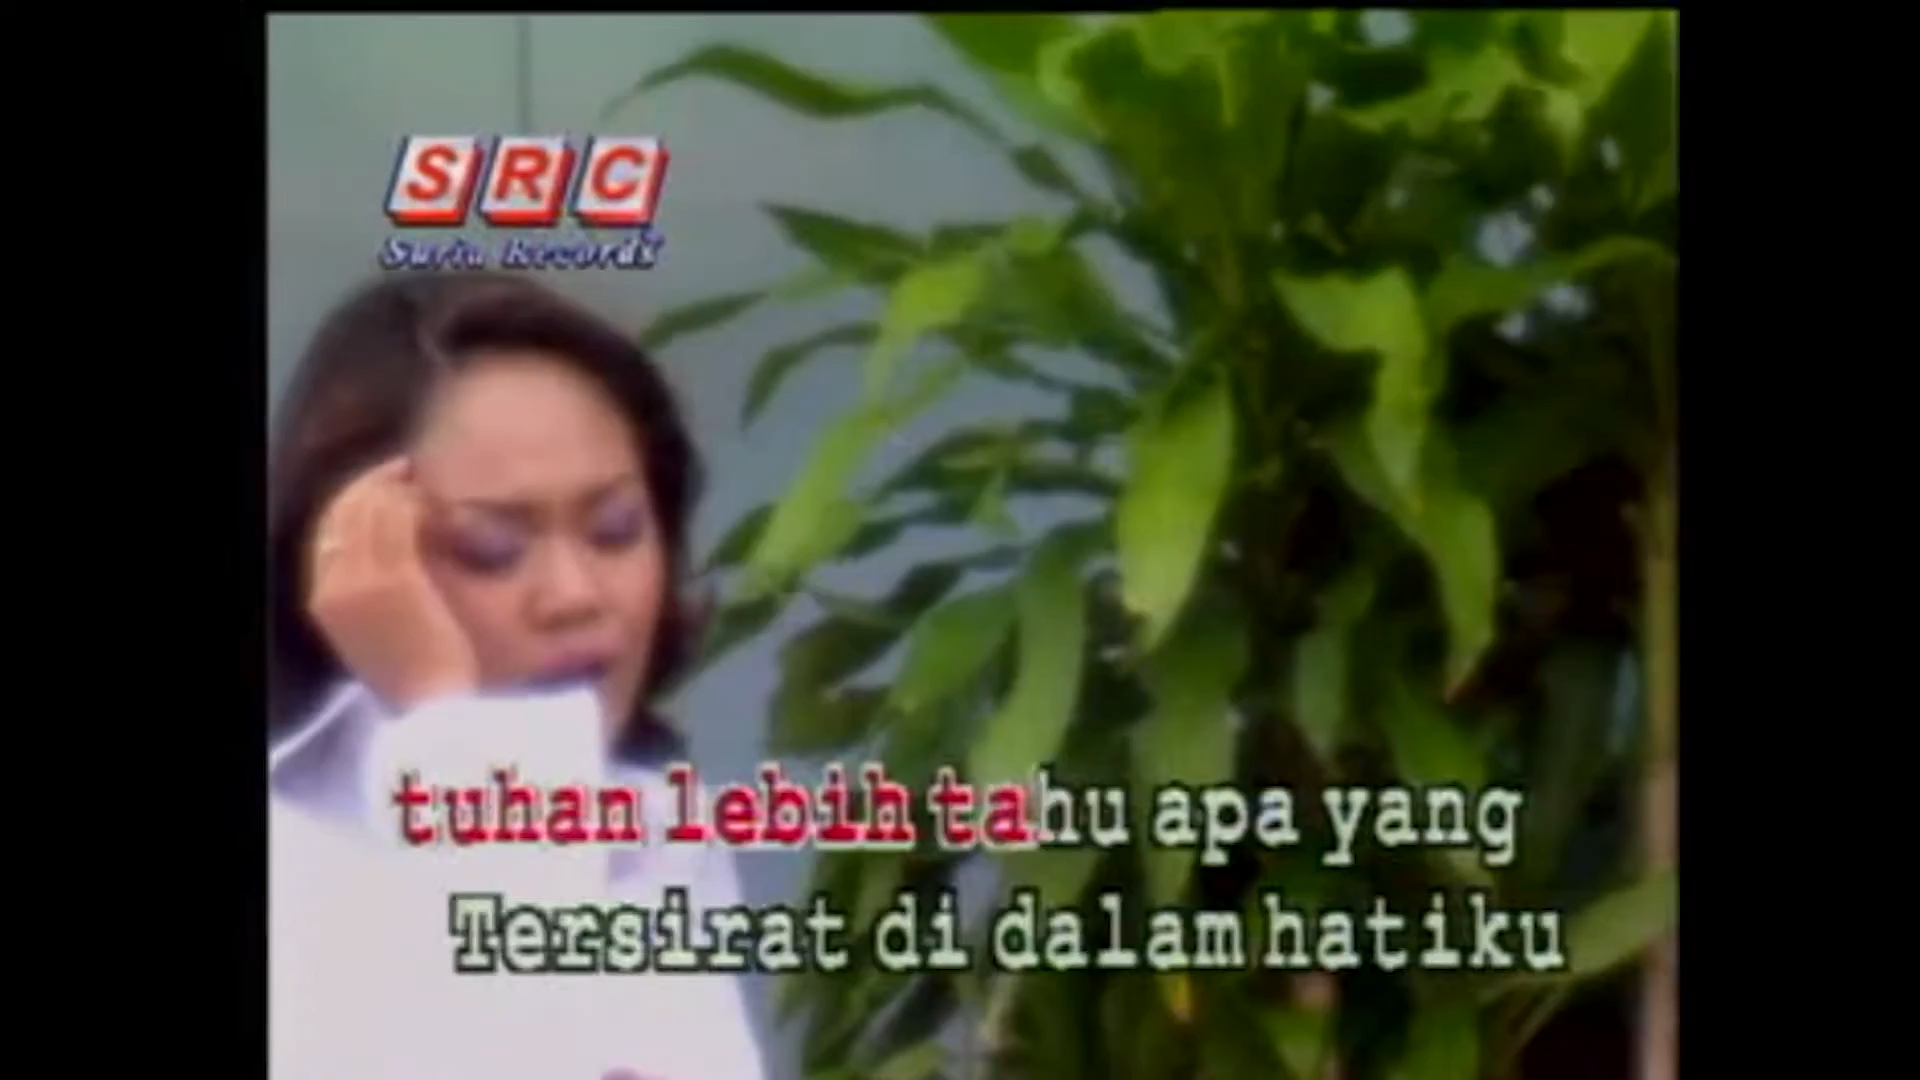 SRC
Suria Records
tuhan lebih tahu apa yang
Tersirat di dalam hatiku